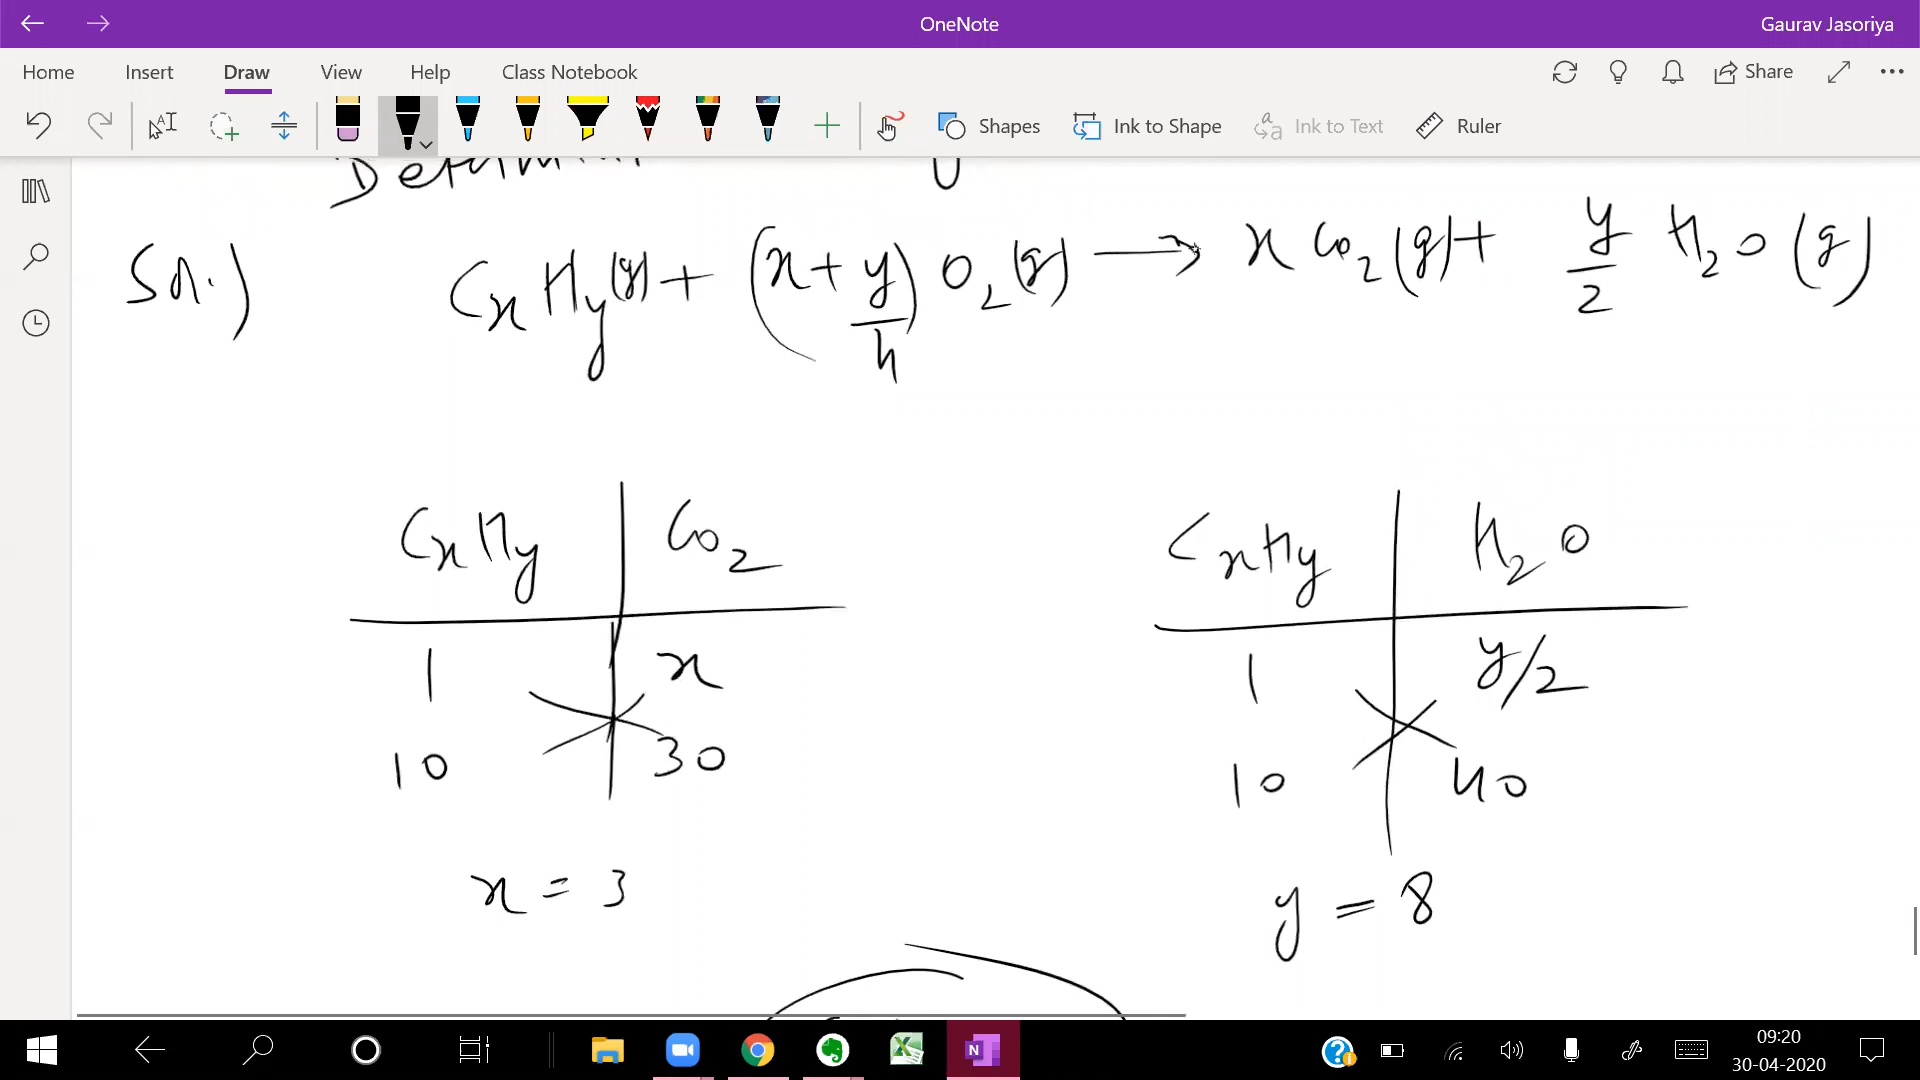 OneNote
Gaurav Jasoriya
Home Insert Draw View Help Class Notebook Share
Shapes Ink to Shape Ink to Text Ruler
Sol.) CxHy(g) + (x + y/4) O2(g) → x CO2(g) + y/2 H2O(g)
CxHy CO2
1 x
10 30
x = 3
CxHy H2O
1 y/2
10 40
y = 8
09:20
30-04-2020